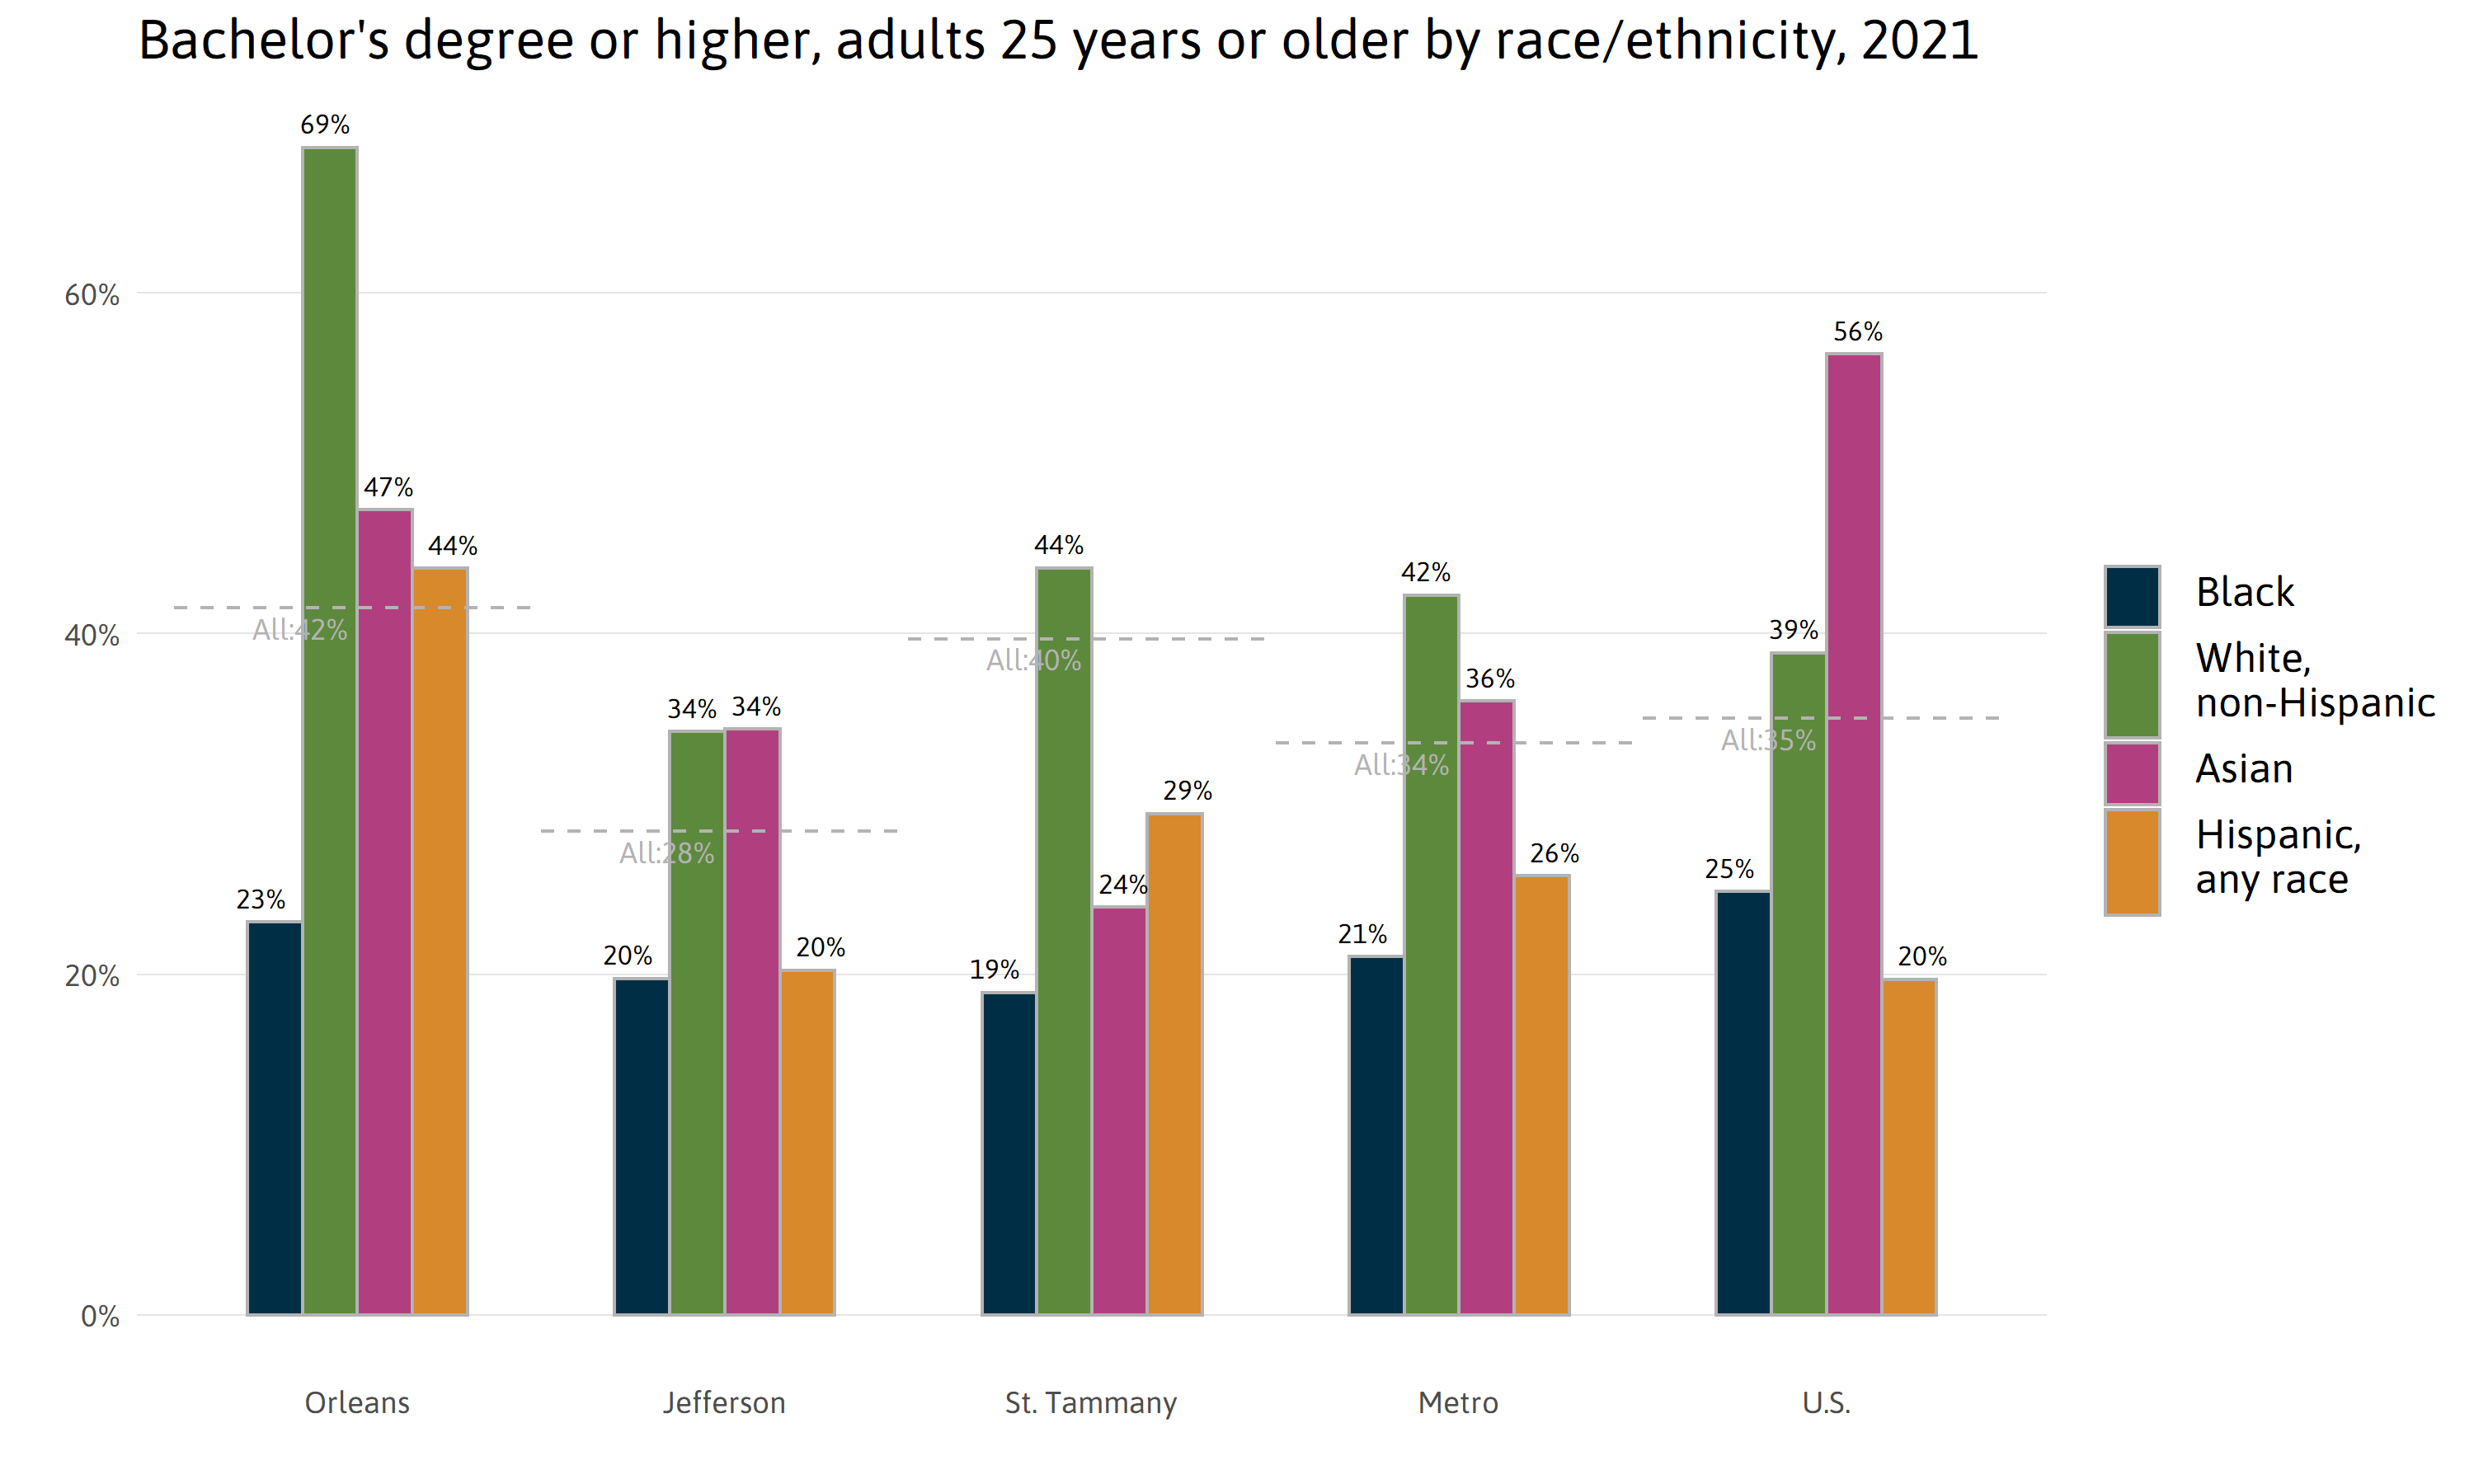 Bachelor's degree or higher, adults 25 years or older by race/ethnicity, 2021
60%
40%
20%
0%
69%
47%
44%
All:42%
23%
34% 34%
All:28%
20%
20%
44%
All:40%
29%
24%
19%
42%
36%
All:34%
26%
21%
56%
39%
All:35%
25%
20%
Orleans
Jefferson
St. Tammany
Metro
U.S.
Black
White,
non-Hispanic
Asian
Hispanic,
any race